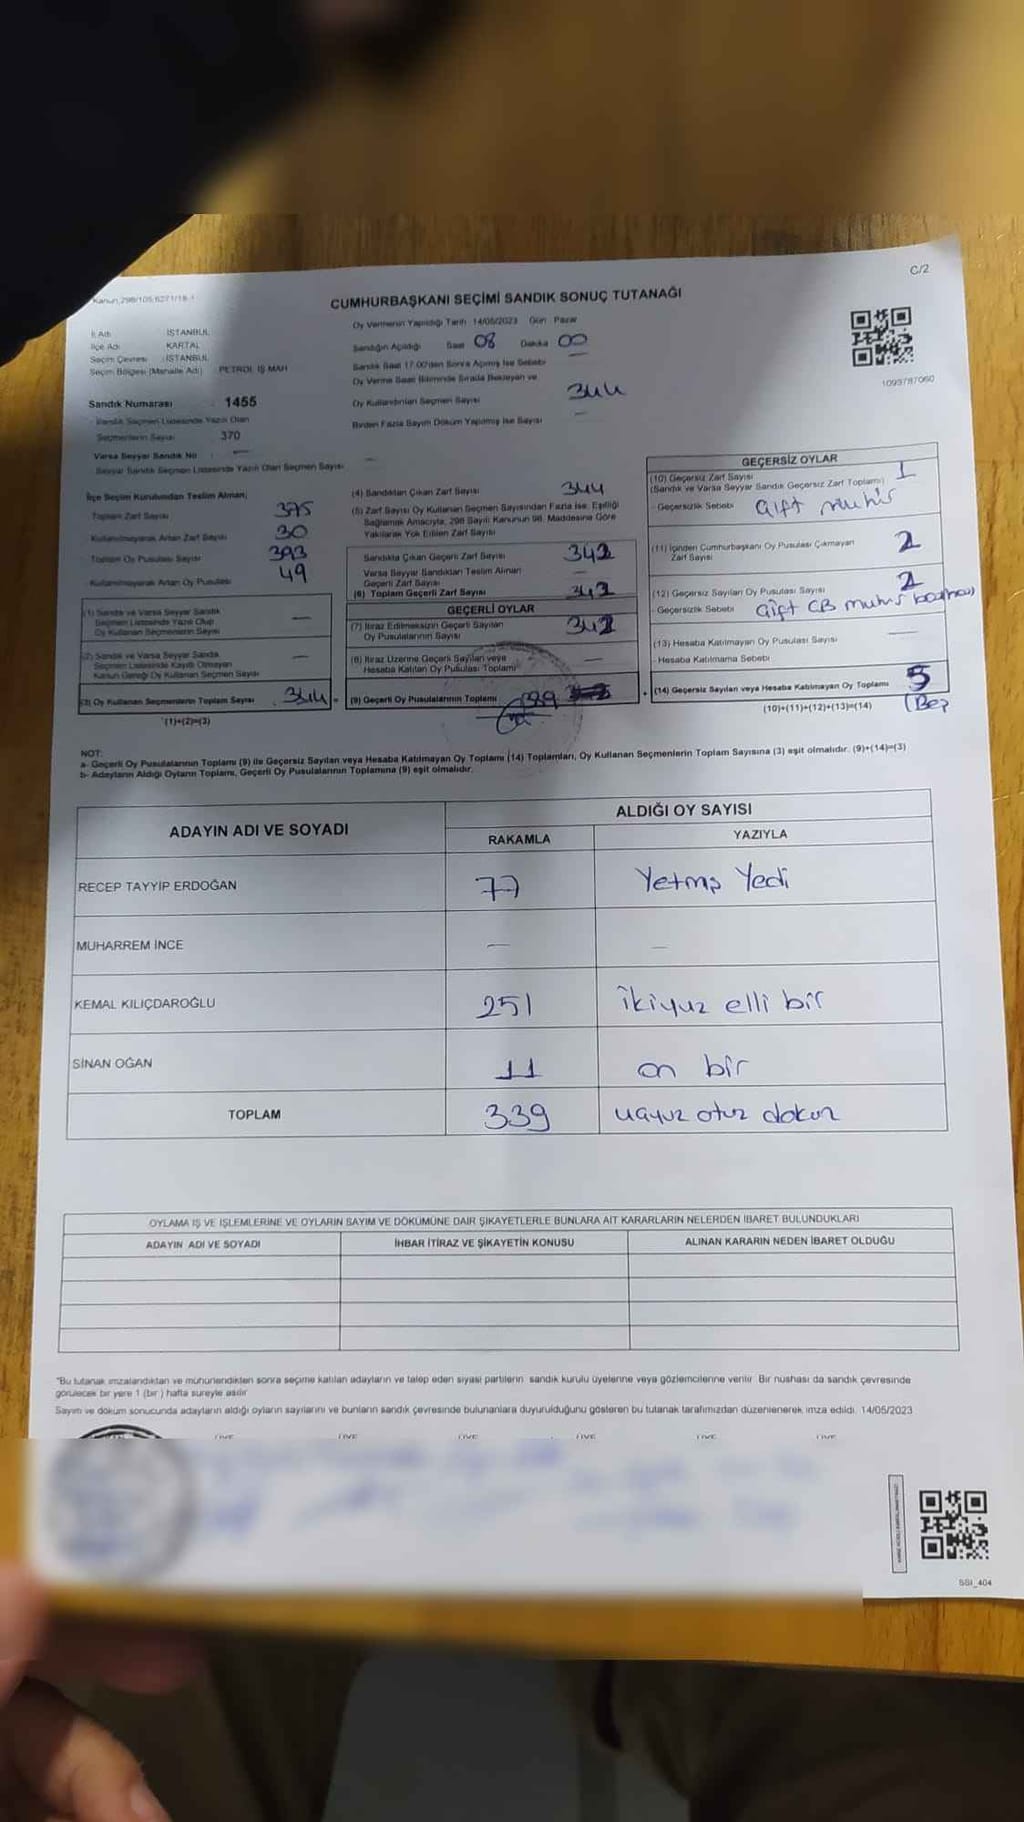 C/2
Kanun:298/105,6271/18-1
CUMHURBAŞKANI SEÇİMİ SANDIK SONUÇ TUTANAĞI
İl Adı : İSTANBUL
İlçe Adı : KARTAL
Seçim Çevresi : İSTANBUL
Seçim Bölgesi (Mahalle Adı) : PETROL İŞ MAH
Sandık Numarası : 1455
Sandık Seçmen Listesinde Yazılı Olan
Seçmenlerin Sayısı 370
Varsa Seyyar Sandık No : —
Seyyar Sandık Seçmen Listesinde Yazılı Olan Seçmen Sayısı —
Oy Vermenin Yapıldığı Tarih 14/05/2023 Gün Pazar
Sandığın Açıldığı Saat 08 Dakika 00
Sandık Saat 17.00'den Sonra Açılmış İse Sebebi —
Oy Verme Saati Bitiminde Sırada Bekleyen ve
Oy Kullandırılan Seçmen Sayısı 344
Birden Fazla Sayım Döküm Yapılmış İse Sayısı —
1093787060
İlçe Seçim Kurulundan Teslim Alınan;
Toplam Zarf Sayısı 375
Kullanılmayarak Artan Zarf Sayısı 30
Toplam Oy Pusulası Sayısı 393
Kullanılmayarak Artan Oy Pusulası 49
(1) Sandık ve Varsa Seyyar Sandık
Seçmen Listesinde Yazılı Olup
Oy Kullanan Seçmenlerin Sayısı —
(2) Sandık ve Varsa Seyyar Sandık
Seçmen Listesinde Kayıtlı Olmayan
Kanun Gereği Oy Kullanan Seçmen Sayısı —
(3) Oy Kullanan Seçmenlerin Toplam Sayısı 344 =
(1)+(2)=(3)
(4) Sandıktan Çıkan Zarf Sayısı 344
(5) Zarf Sayısı Oy Kullanan Seçmen Sayısından Fazla İse, Eşitliği
Sağlamak Amacıyla, 298 Sayılı Kanunun 98. Maddesine Göre
Yakılarak Yok Edilen Zarf Sayısı
Sandıkta Çıkan Geçerli Zarf Sayısı 342
Varsa Seyyar Sandıktan Teslim Alınan
Geçerli Zarf Sayısı —
(6) Toplam Geçerli Zarf Sayısı
GEÇERLİ OYLAR
(7) İtiraz Edilmeksizin Geçerli Sayılan
Oy Pusulalarının Sayısı
(8) İtiraz Üzerine Geçerli Sayılan veya
Hesaba Katılan Oy Pusulası Toplamı —
(9) Geçerli Oy Pusulalarının Toplamı 339
GEÇERSİZ OYLAR
(10) Geçersiz Zarf Sayısı
(Sandık ve Varsa Seyyar Sandık Geçersiz Zarf Toplamı) 1
Geçersizlik Sebebi Çift mühür
(11) İçinden Cumhurbaşkanı Oy Pusulası Çıkmayan
Zarf Sayısı 2
(12) Geçersiz Sayılan Oy Pusulası Sayısı 2
Geçersizlik Sebebi Çift CB mühür
(13) Hesaba Katılmayan Oy Pusulası Sayısı —
Hesaba Katılmama Sebebi
+ (14) Geçersiz Sayılan veya Hesaba Katılmayan Oy Toplamı 5
(Beş
(10)+(11)+(12)+(13)=(14)
NOT:
a- Geçerli Oy Pusulalarının Toplamı (9) ile Geçersiz Sayılan veya Hesaba Katılmayan Oy Toplamı (14) Toplamları, Oy Kullanan Seçmenlerin Toplam Sayısına (3) eşit olmalıdır. (9)+(14)=(3)
b- Adayların Aldığı Oyların Toplamı, Geçerli Oy Pusulalarının Toplamına (9) eşit olmalıdır.
ADAYIN ADI VE SOYADI
ALDIĞI OY SAYISI
RAKAMLA YAZIYLA
RECEP TAYYİP ERDOĞAN 77 Yetmiş Yedi
MUHARREM İNCE — —
KEMAL KILIÇDAROĞLU 251 ikiyuz elli bir
SİNAN OĞAN 11 on bir
TOPLAM 339 uçyuz otuz dokuz
OYLAMA İŞ VE İŞLEMLERİNE VE OYLARIN SAYIM VE DÖKÜMÜNE DAİR ŞİKAYETLERLE BUNLARA AİT KARARLARIN NELERDEN İBARET BULUNDUKLARI
ADAYIN ADI VE SOYADI İHBAR İTİRAZ VE ŞİKAYETİN KONUSU ALINAN KARARIN NEDEN İBARET OLDUĞU
"Bu tutanak imzalandıktan ve mühürlendikten sonra seçime katılan adayların ve talep eden siyasi partilerin sandık kurulu üyelerine veya gözlemcilerine verilir. Bir nüshası da sandık çevresinde
görülecek bir yere 1 (bir ) hafta süreyle asılır
Sayım ve döküm sonucunda adayların aldığı oyların sayılarını ve bunların sandık çevresinde bulunanlara duyurulduğunu gösteren bu tutanak tarafımızdan düzenlenerek imza edildi. 14/05/2023
SSI_404